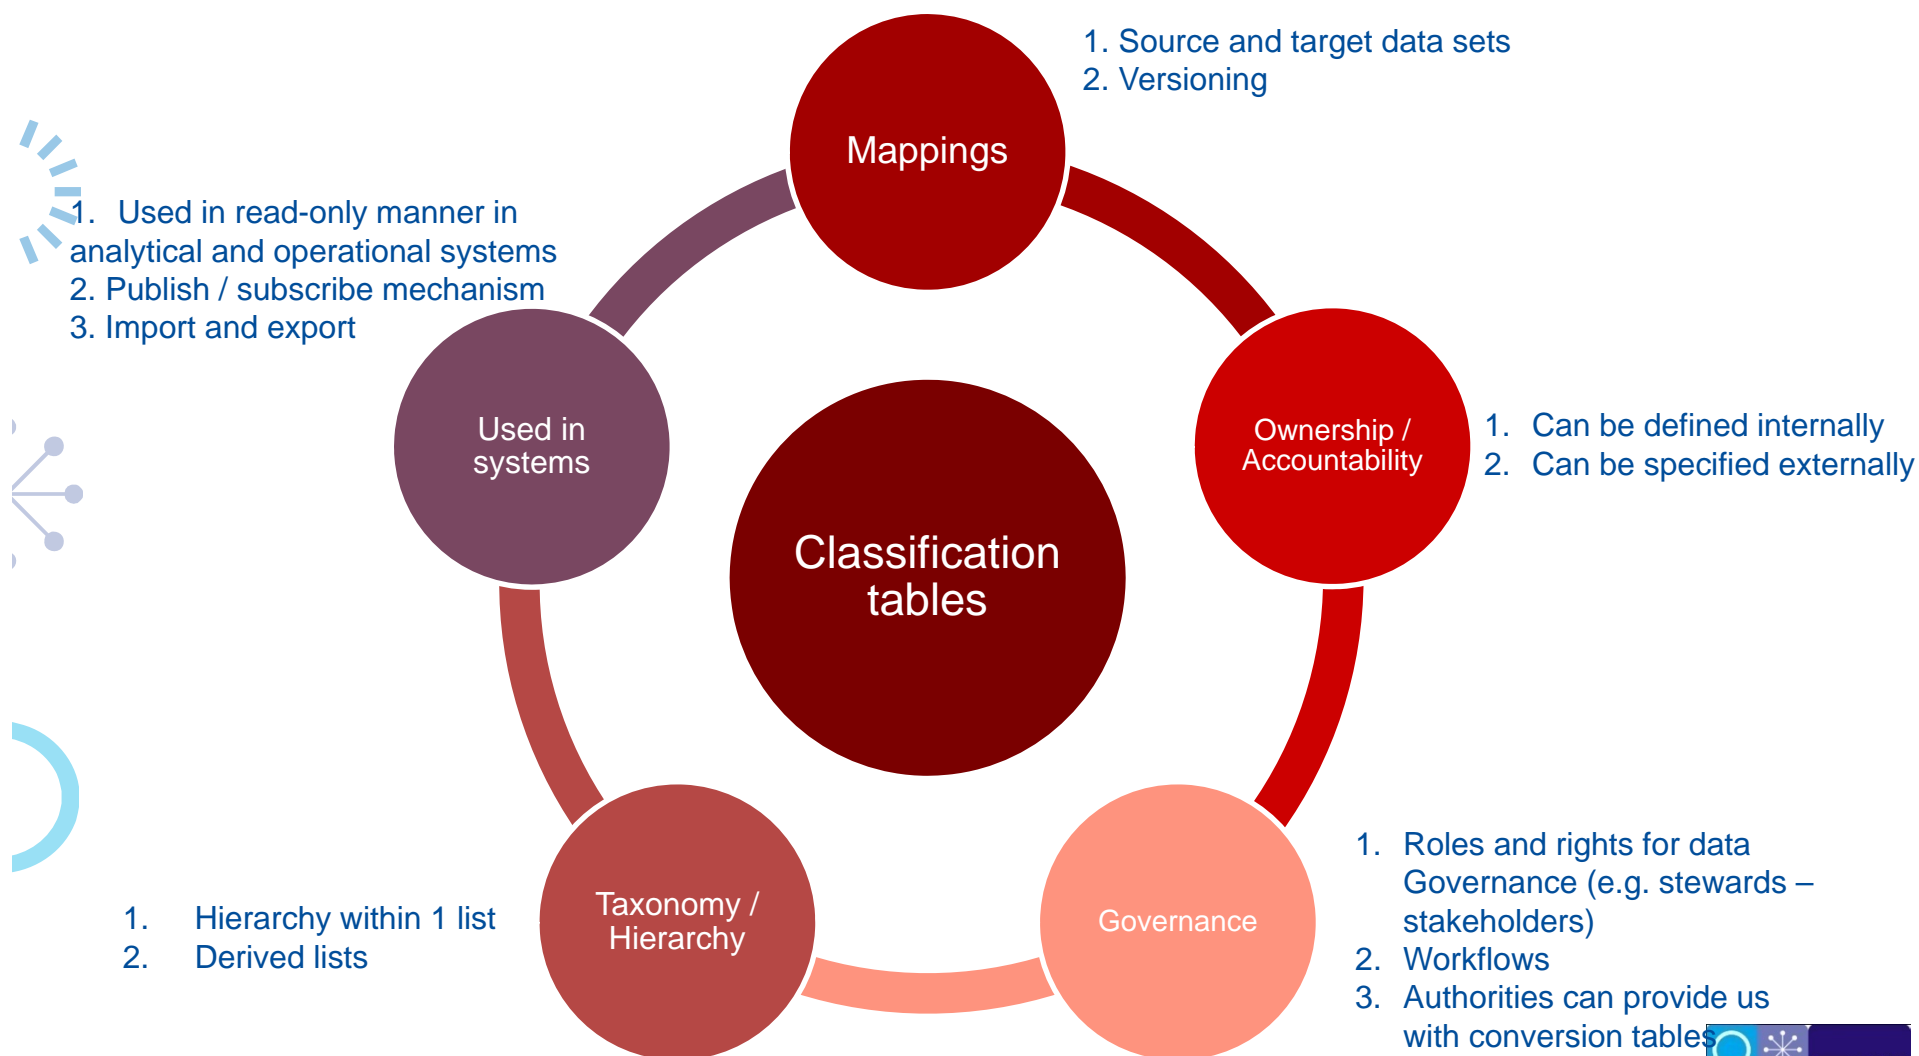 Mappings
1. Source and target data sets
2. Versioning
1. Used in read-only manner in
analytical and operational systems
2. Publish / subscribe mechanism
3. Import and export
Used in
systems
Ownership /
Accountability
1. Can be defined internally
2. Can be specified externally
Classification
tables
Taxonomy /
Hierarchy
1. Hierarchy within 1 list
2. Derived lists
Governance
1. Roles and rights for data
Governance (e.g. stewards –
stakeholders)
2. Workflows
3. Authorities can provide us
with conversion tables